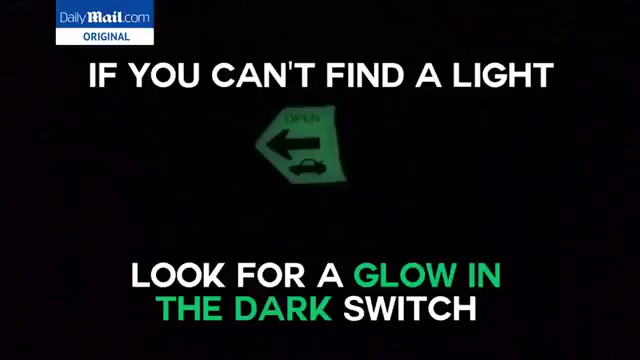 DailyMail.com
ORIGINAL
IF YOU CAN'T FIND A LIGHT
OPEN
LOOK FOR A GLOW IN
THE DARK SWITCH